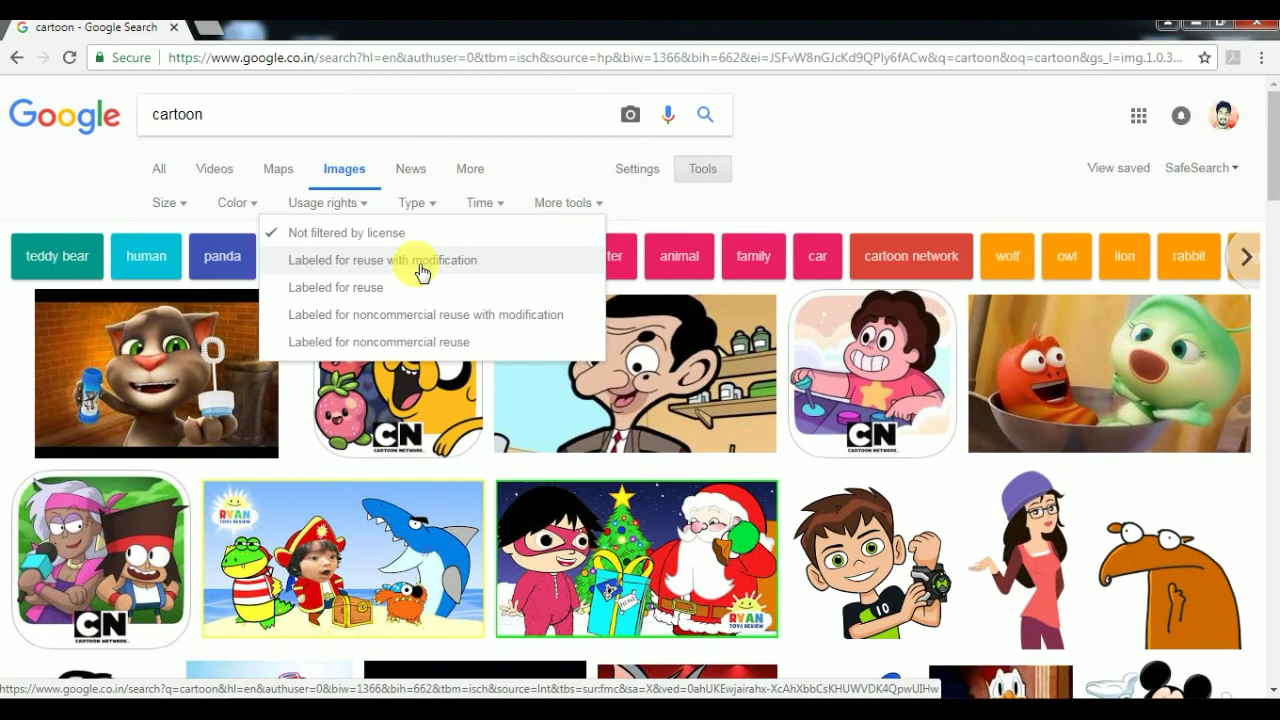 cartoon - Google Search
Secure https://www.google.co.in/search?hl=en&authuser=0&tbm=isch&source=hp&biw=1366&bih=662&ei=JSFvW8nGJcKd9QPly6fACw&q=cartoon&oq=cartoon&gs_l=img.1.0.3...
Google cartoon
All Videos Maps Images News More Settings Tools View saved SafeSearch
Size Color Usage rights Type Time More tools
Not filtered by license
teddy bear human panda animal family car cartoon network wolf owl lion rabbit
Labeled for reuse with modification
Labeled for reuse
Labeled for noncommercial reuse with modification
Labeled for noncommercial reuse
CN CARTOON NETWORK.
CN CARTOON NETWORK.
RYAN TOYS REVIEW
10
CN CARTOON NETWORK.
RYAN TOYS REVIEW
https://www.google.co.in/search?q=cartoon&hl=en&authuser=0&biw=1366&bih=662&tbm=isch&source=lnt&tbs=sur:fmc&sa=X&ved=0ahUKEwjairahx-XcAhXbbCsKHUWVDK4QpwUIHw